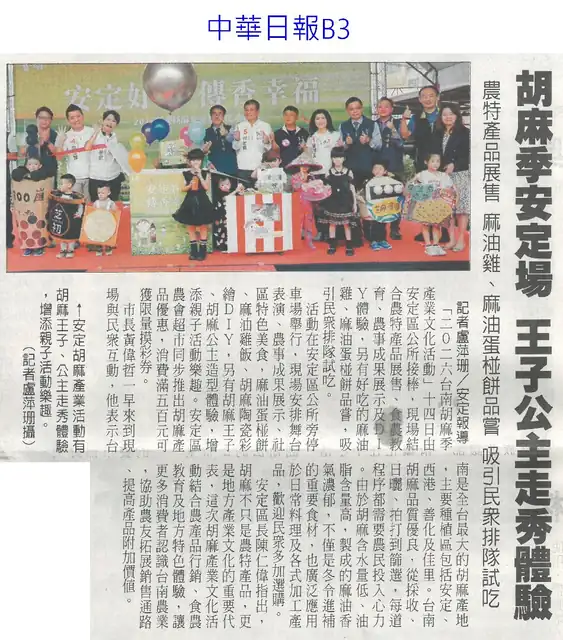 中華日報B3
胡麻季安定場 王子公主走秀體驗
農特產品展售 麻油雞、麻油蛋椪餅品嘗 吸引民眾排隊試吃
安定好 傳香幸福
100歲
芝初
記者盧萍珊／安定報導
「二〇二六台南胡麻季
產業文化活動」十四日由
安定區公所接棒，現場結
合農特產品展售、食農教
育、農事成果展示及DI
Y體驗，另有好吃的麻油
雞、麻油蛋椪餅品嘗，吸
引民眾排隊試吃。
活動在安定區公所旁停
車場舉行，現場安排舞台
表演、農事成果展示、社
區特色美食，麻油蛋椪餅
、麻油雞飯、胡麻陶瓷彩
繪DIY，另有胡麻王子
、胡麻公主造型體驗，增
添親子活動樂趣。安定區
農會超市同步推出胡麻產
品優惠，消費滿五百元可
獲限量摸彩券。
市長黃偉哲一早來到現
場與民眾互動，他表示台
南是全台最大的胡麻產地
，主要種植區包括安定、
西港、善化及佳里。台南
胡麻品質優良，從採收、
日曬、拍打到篩選，每道
程序都需要農民投入心力
。由於胡麻含水量低、油
脂含量高，製成的麻油香
氣濃郁，不僅是冬令進補
的重要食材，也廣泛應用
於日常料理及各式加工產
品，歡迎民眾多加選購。
安定區長陳仁偉指出，
胡麻不只是農特產品，更
是地方產業文化的重要代
表，這次胡麻產業文化活
動結合農產品行銷、食農
教育及地方特色體驗，讓
更多消費者認識台南農業
，協助農友拓展銷售通路
、提高產品附加價值。
↑安定胡麻產業活動有
胡麻王子、公主走秀體驗
，增添親子活動樂趣。
（記者盧萍珊攝）